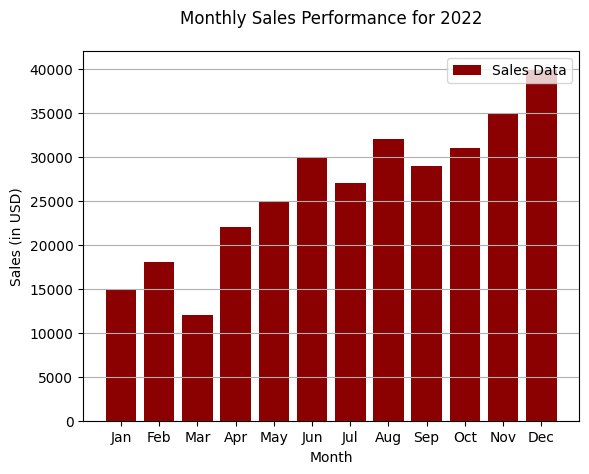 Monthly Sales Performance for 2022
Sales Data
Sales (in USD)
40000
35000
30000
25000
20000
15000
10000
5000
0
Jan Feb Mar Apr May Jun Jul Aug Sep Oct Nov Dec
Month